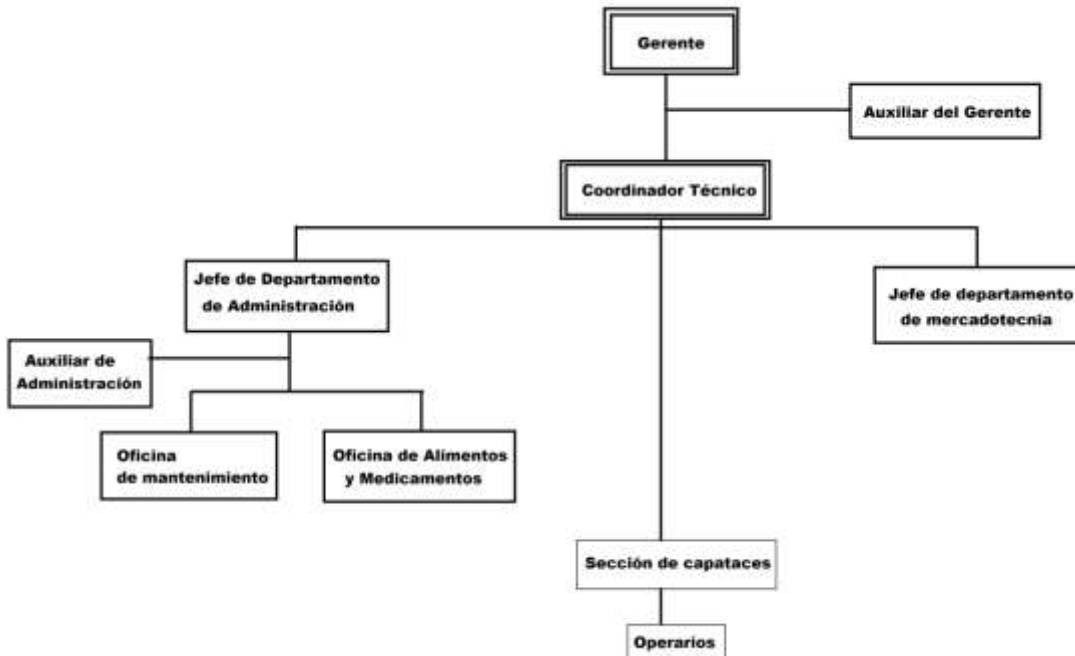 Gerente
Auxiliar del Gerente
Coordinador Técnico
Jefe de Departamento
de Administración
Jefe de departamento
de mercadotecnia
Auxiliar de
Administración
Oficina
de mantenimiento
Oficina de Alimentos
y Medicamentos
Sección de capataces
Operarios